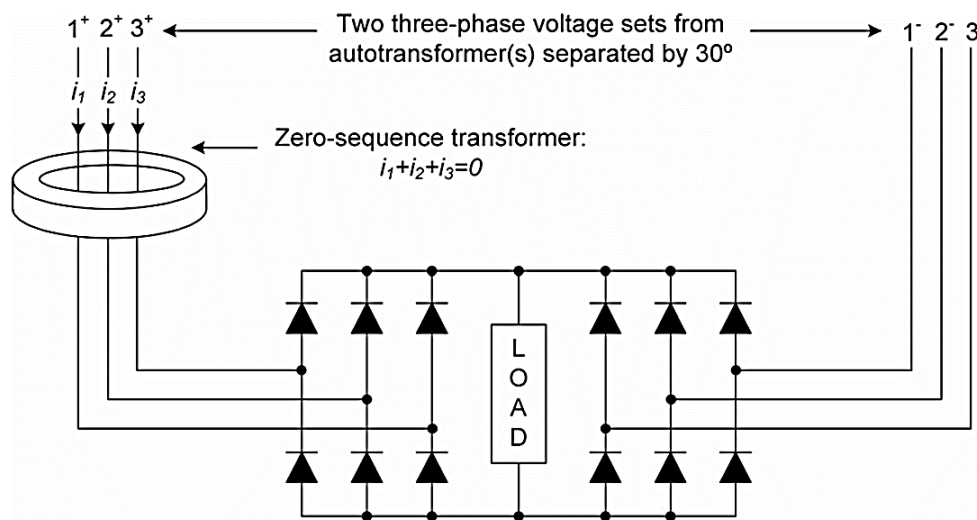 1⁺ 2⁺ 3⁺
Two three-phase voltage sets from
autotransformer(s) separated by 30º
1⁻ 2⁻ 3
i₁ i₂ i₃
Zero-sequence transformer:
i₁+i₂+i₃=0
L
O
A
D